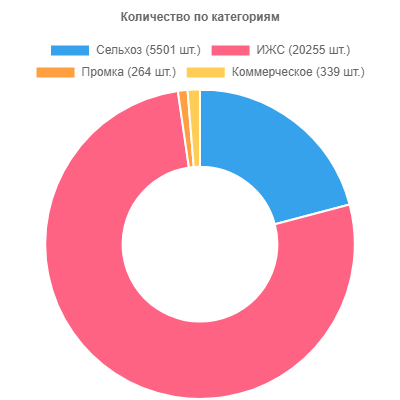 Количество по категориям
Сельхоз (5501 шт.) ИЖС (20255 шт.)
Промка (264 шт.) Коммерческое (339 шт.)